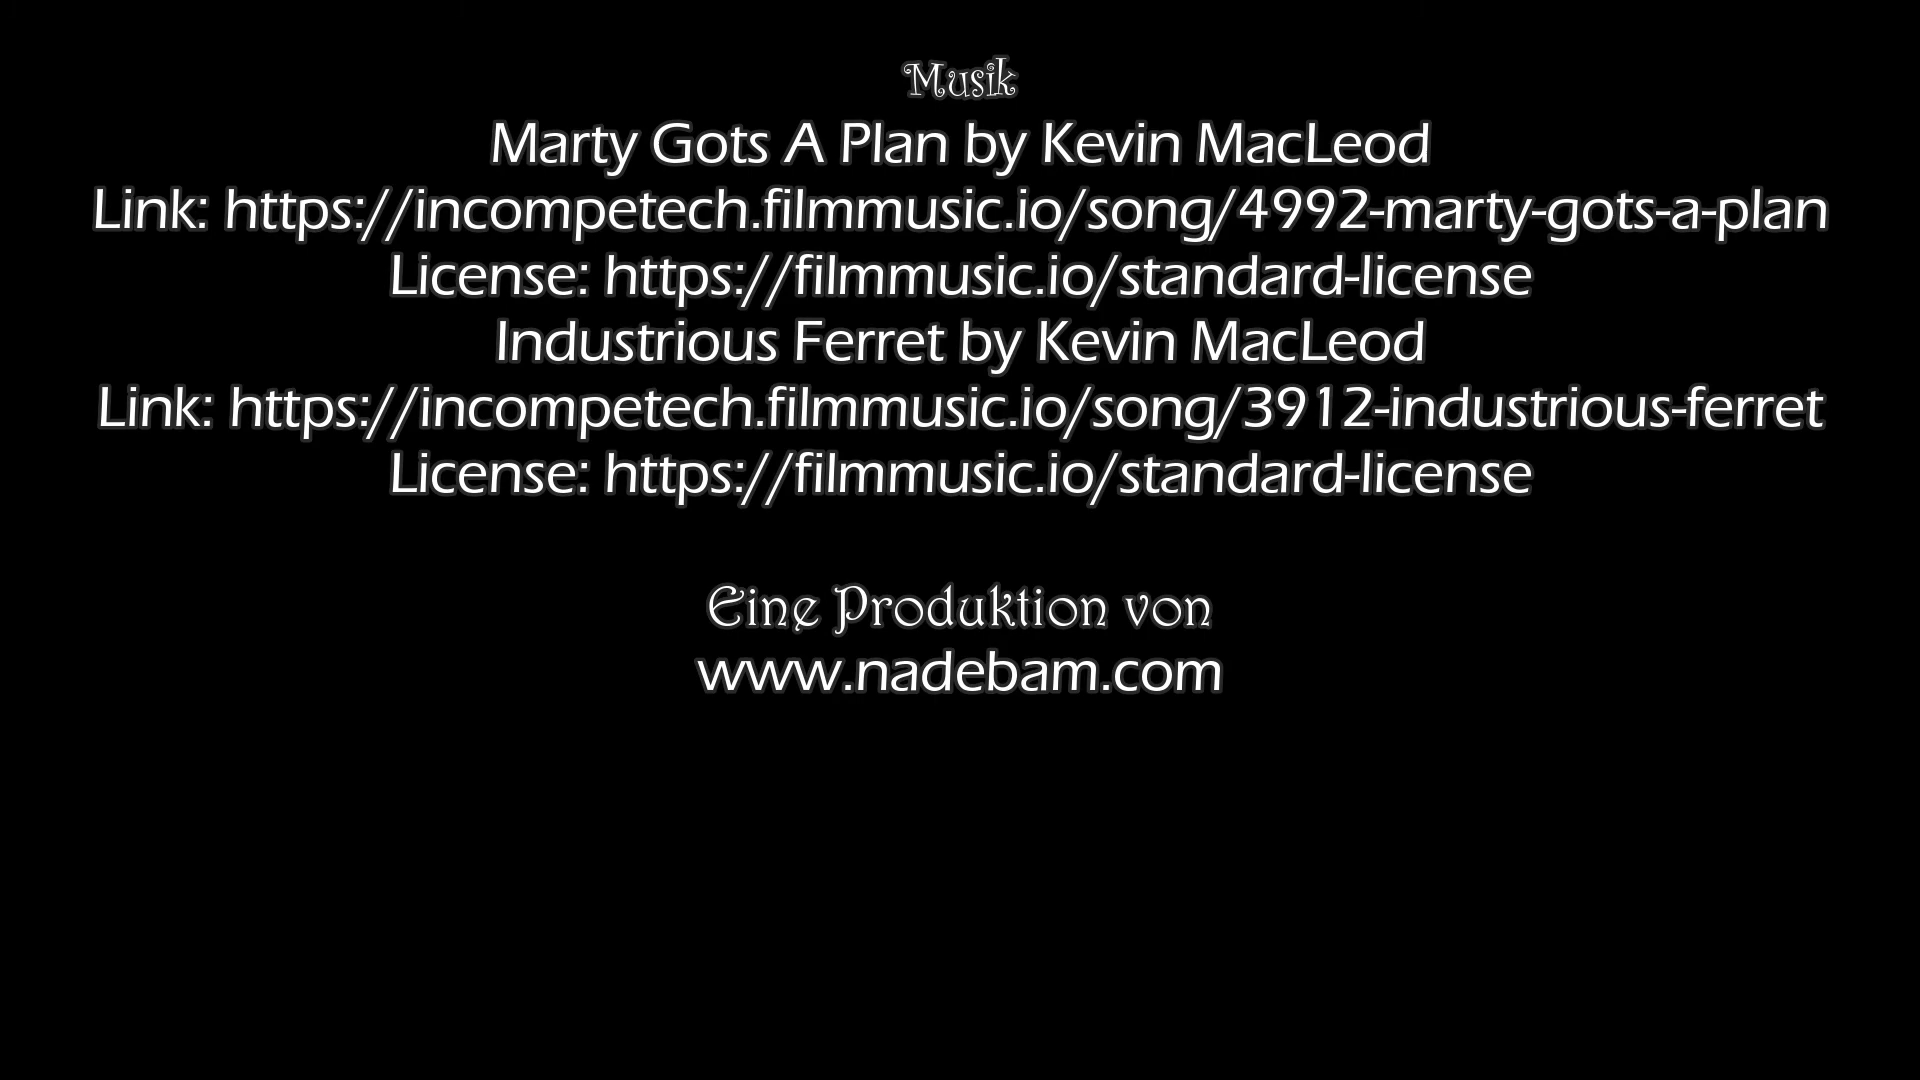 Musik
Marty Gots A Plan by Kevin MacLeod
Link: https://incompetech.filmmusic.io/song/4992-marty-gots-a-plan
License: https://filmmusic.io/standard-license
Industrious Ferret by Kevin MacLeod
Link: https://incompetech.filmmusic.io/song/3912-industrious-ferret
License: https://filmmusic.io/standard-license
Eine Produktion von
www.nadebam.com